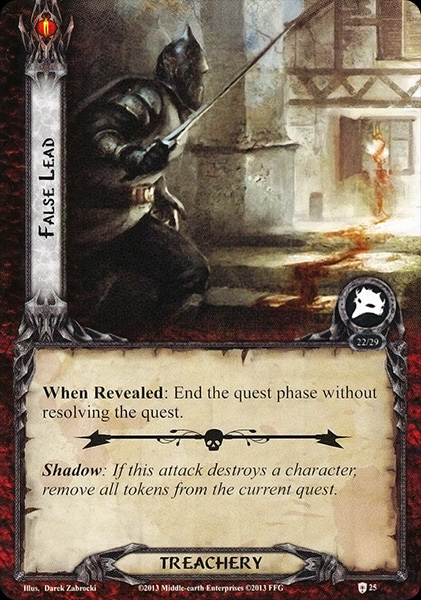 FALSE LEAD
22/29
When Revealed: End the quest phase without
resolving the quest.
Shadow: If this attack destroys a character,
remove all tokens from the current quest.
TREACHERY
Illus. Darek Zabrocki
©2013 Middle-earth Enterprises ©2013 FFG
25